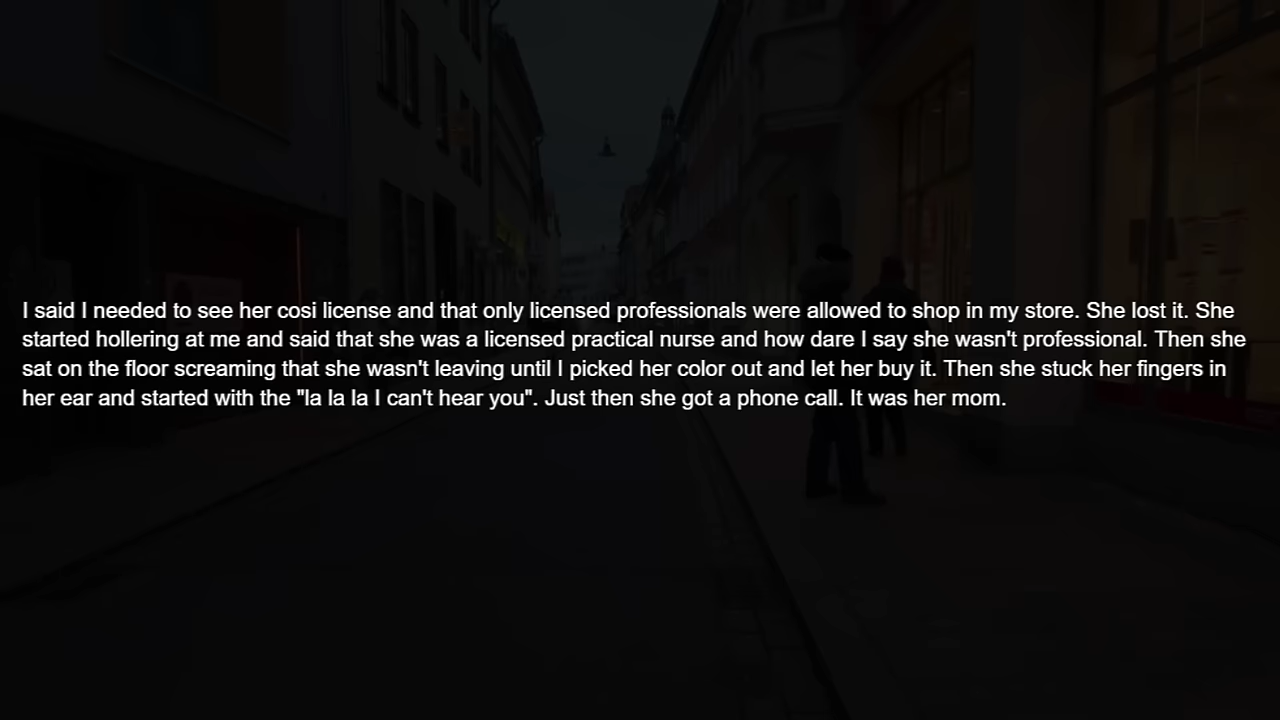 I said I needed to see her cosi license and that only licensed professionals were allowed to shop in my store. She lost it. She
started hollering at me and said that she was a licensed practical nurse and how dare I say she wasn't professional. Then she
sat on the floor screaming that she wasn't leaving until I picked her color out and let her buy it. Then she stuck her fingers in
her ear and started with the "la la la I can't hear you". Just then she got a phone call. It was her mom.